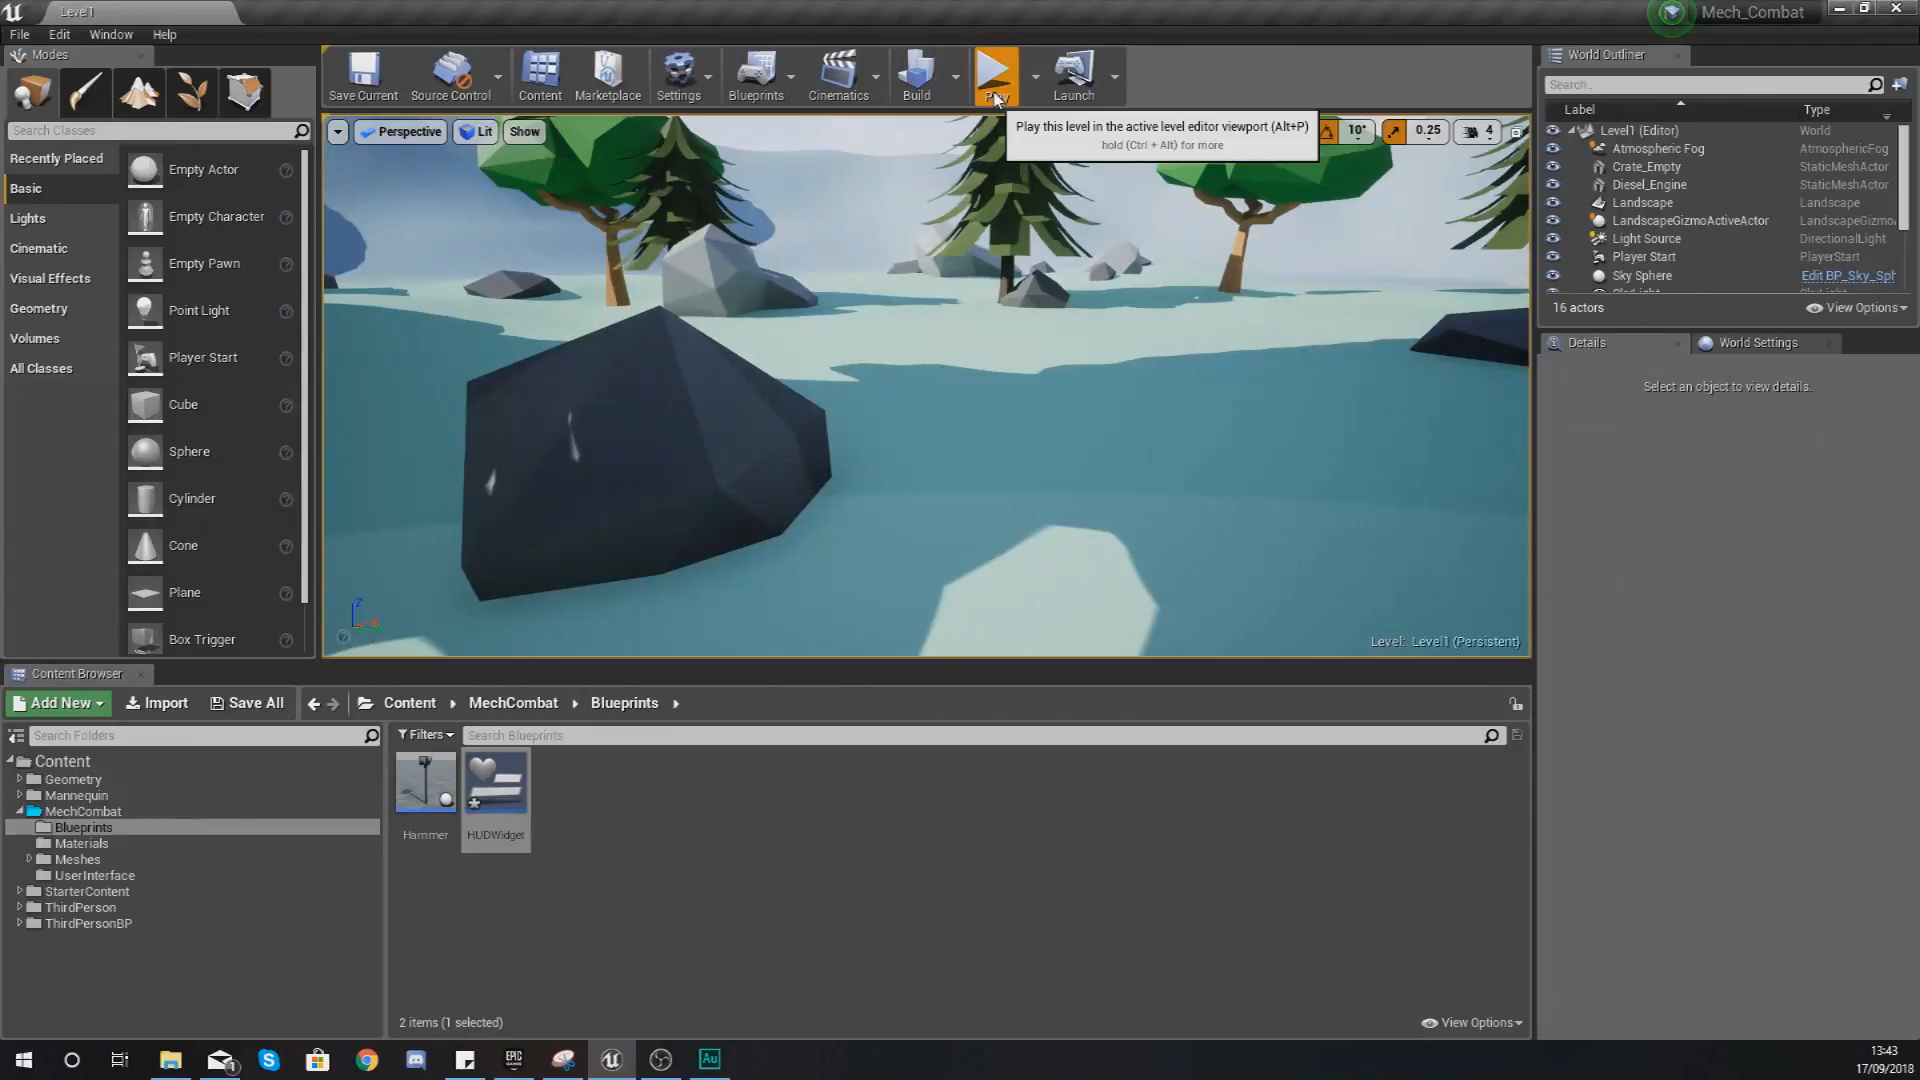 Level1
Mech_Combat
File Edit Window Help
Modes
Search Classes
Recently Placed
Basic
Lights
Cinematic
Visual Effects
Geometry
Volumes
All Classes
Empty Actor
Empty Character
Empty Pawn
Point Light
Player Start
Cube
Sphere
Cylinder
Cone
Plane
Box Trigger
Save Current
Source Control
Content
Marketplace
Settings
Blueprints
Cinematics
Build
Play
Launch
Perspective
Lit
Show
Play this level in the active level editor viewport (Alt+P)
hold (Ctrl + Alt) for more
10°
0.25
4
Level: Level1 (Persistent)
World Outliner
Search...
Label Type
Level1 (Editor) World
Atmospheric Fog AtmosphericFog
Crate_Empty StaticMeshActor
Diesel_Engine StaticMeshActor
Landscape Landscape
LandscapeGizmoActiveActor LandscapeGizmo
Light Source DirectionalLight
Player Start PlayerStart
Sky Sphere Edit BP_Sky_Sph
16 actors
View Options
Details
World Settings
Select an object to view details.
Content Browser
Add New
Import
Save All
Content
MechCombat
Blueprints
Search Folders
Filters
Search Blueprints
Content
Geometry
Mannequin
MechCombat
Blueprints
Materials
Meshes
UserInterface
StarterContent
ThirdPerson
ThirdPersonBP
Hammer
HUDWidget
2 items (1 selected)
View Options
EPIC
Au
13:43
17/09/2018